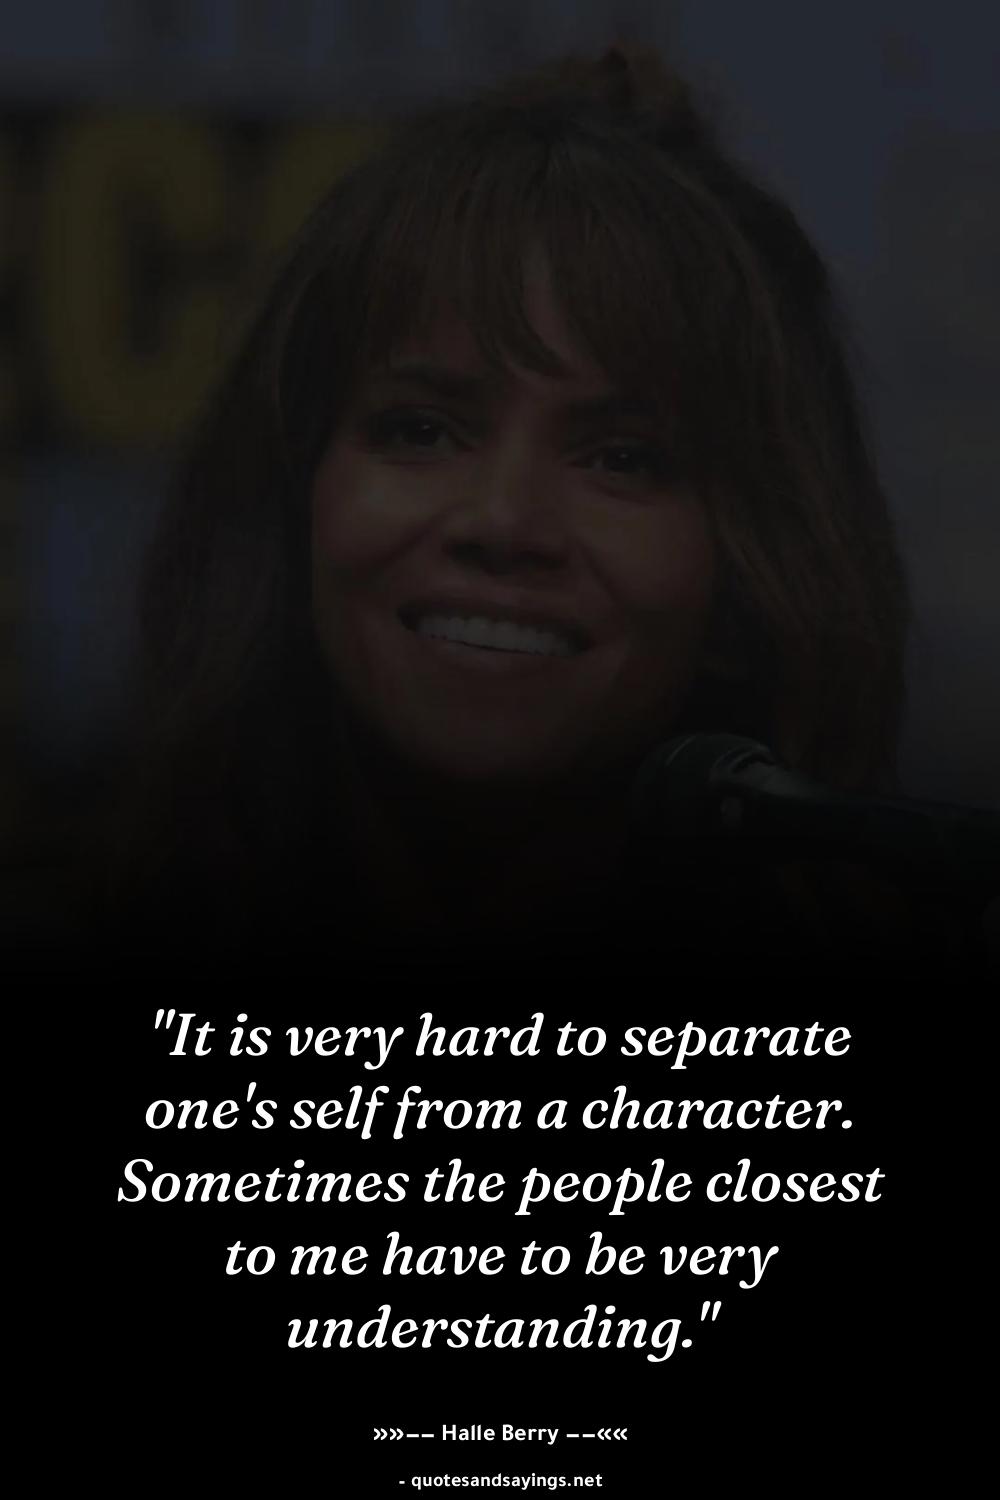 "It is very hard to separate
one's self from a character.
Sometimes the people closest
to me have to be very
understanding."
»»-– Halle Berry –-««
- quotesandsayings.net